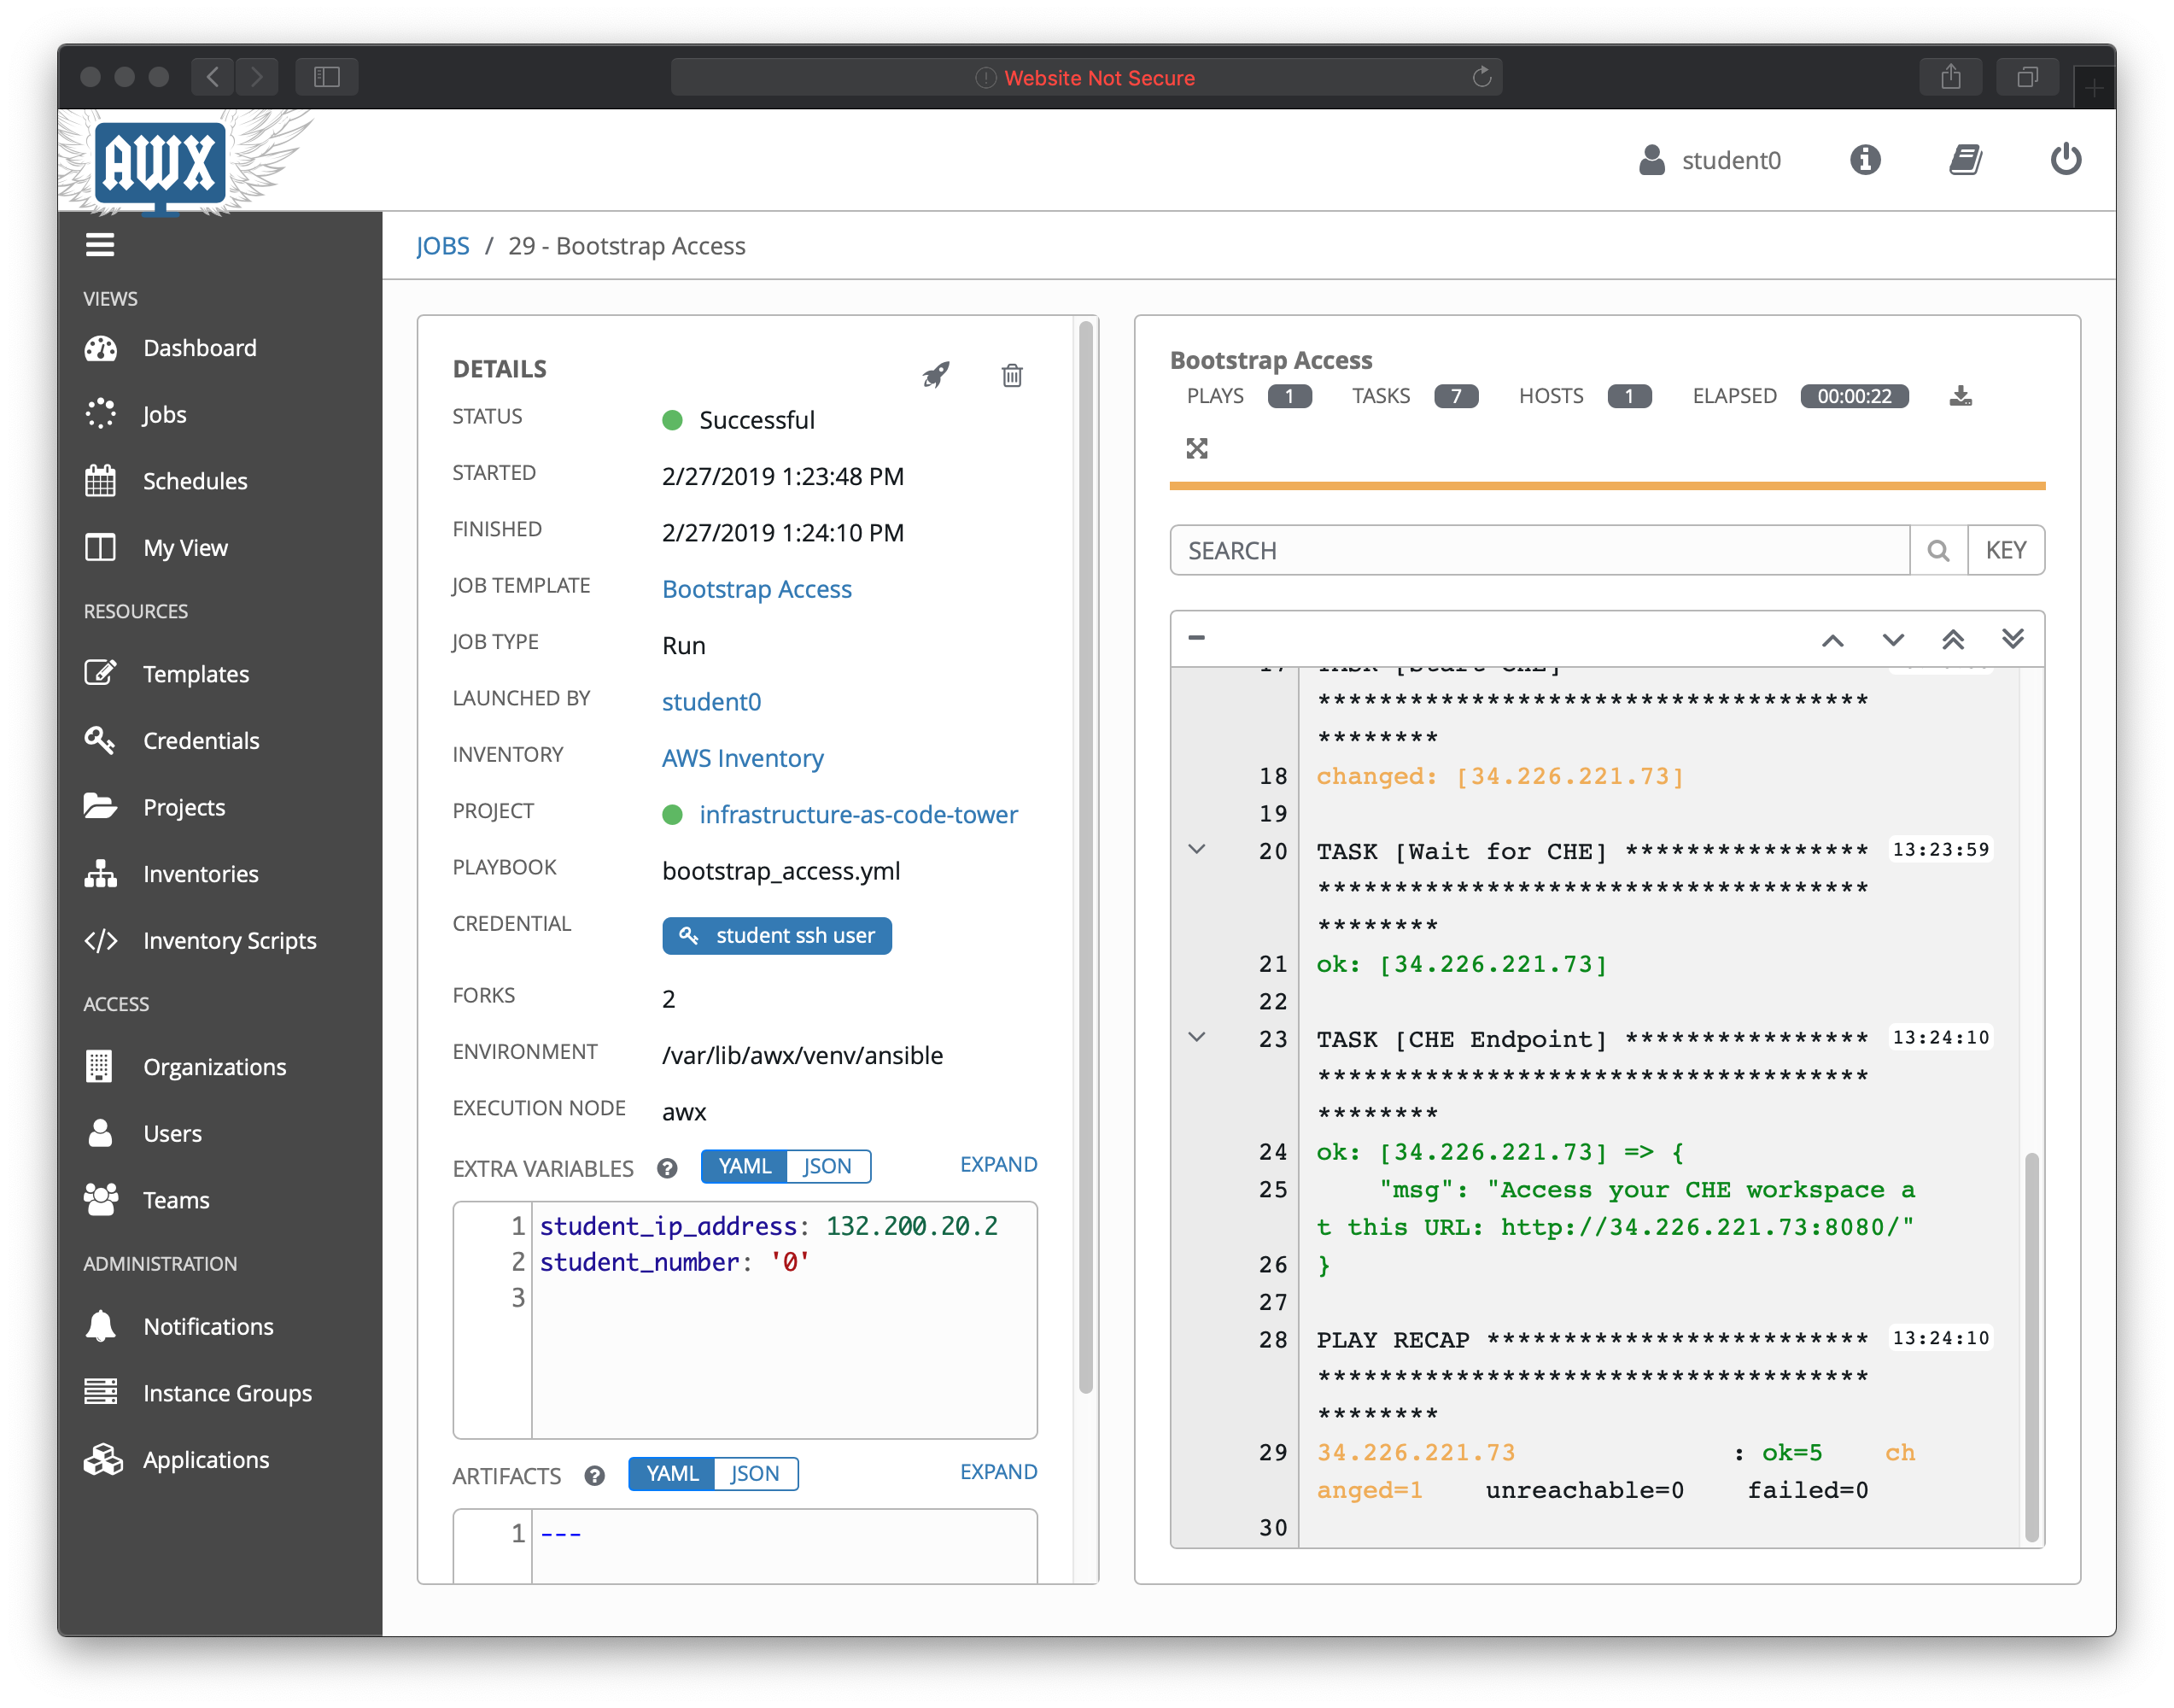 Website Not Secure
AWX
student0
JOBS / 29 - Bootstrap Access
VIEWS
Dashboard
Jobs
Schedules
My View
RESOURCES
Templates
Credentials
Projects
Inventories
Inventory Scripts
ACCESS
Organizations
Users
Teams
ADMINISTRATION
Notifications
Instance Groups
Applications
DETAILS
STATUS Successful
STARTED 2/27/2019 1:23:48 PM
FINISHED 2/27/2019 1:24:10 PM
JOB TEMPLATE Bootstrap Access
JOB TYPE Run
LAUNCHED BY student0
INVENTORY AWS Inventory
PROJECT infrastructure-as-code-tower
PLAYBOOK bootstrap_access.yml
CREDENTIAL student ssh user
FORKS 2
ENVIRONMENT /var/lib/awx/venv/ansible
EXECUTION NODE awx
EXTRA VARIABLES ? YAML JSON EXPAND
1 student_ip_address: 132.200.20.2
2 student_number: '0'
3
ARTIFACTS ? YAML JSON EXPAND
1 ---
Bootstrap Access
PLAYS 1 TASKS 7 HOSTS 1 ELAPSED 00:00:22
SEARCH KEY
17 TASK [Start CHE]
************************************
********
18 changed: [34.226.221.73]
19
20 TASK [Wait for CHE] **************** 13:23:59
************************************
********
21 ok: [34.226.221.73]
22
23 TASK [CHE Endpoint] **************** 13:24:10
************************************
********
24 ok: [34.226.221.73] => {
25 "msg": "Access your CHE workspace a
t this URL: http://34.226.221.73:8080/"
26 }
27
28 PLAY RECAP ************************* 13:24:10
************************************
********
29 34.226.221.73 : ok=5 ch
anged=1 unreachable=0 failed=0
30